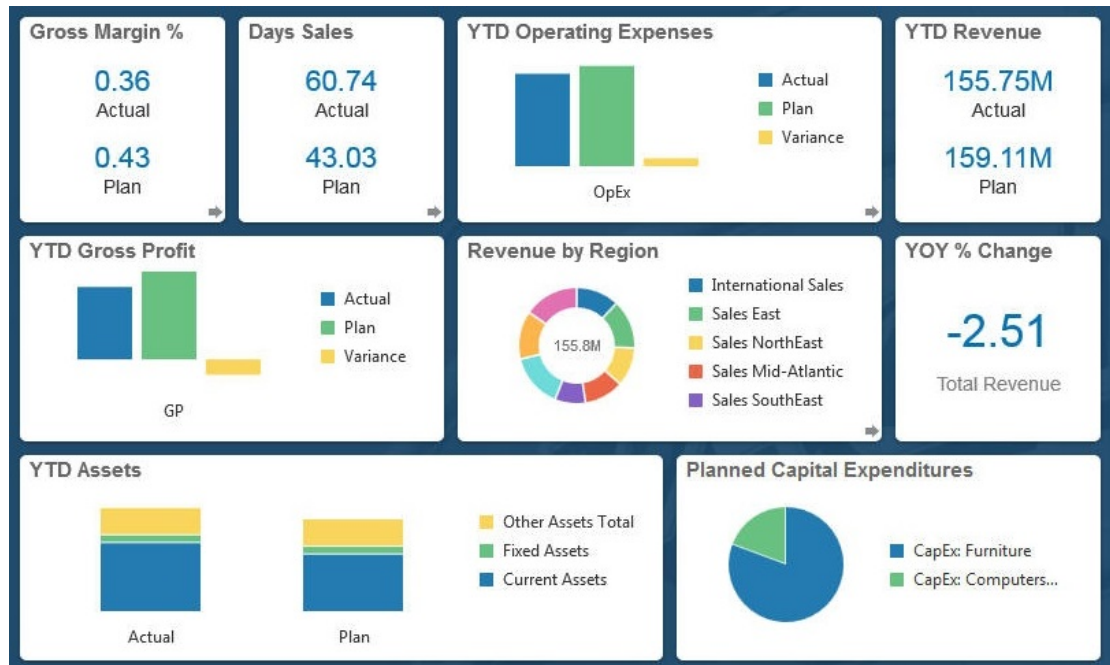 Gross Margin %
0.36
Actual
0.43
Plan
Days Sales
60.74
Actual
43.03
Plan
YTD Operating Expenses
Actual
Plan
Variance
OpEx
YTD Revenue
155.75M
Actual
159.11M
Plan
YTD Gross Profit
Actual
Plan
Variance
GP
Revenue by Region
155.8M
International Sales
Sales East
Sales NorthEast
Sales Mid-Atlantic
Sales SouthEast
YOY % Change
-2.51
Total Revenue
YTD Assets
Other Assets Total
Fixed Assets
Current Assets
Actual
Plan
Planned Capital Expenditures
CapEx: Furniture
CapEx: Computers...